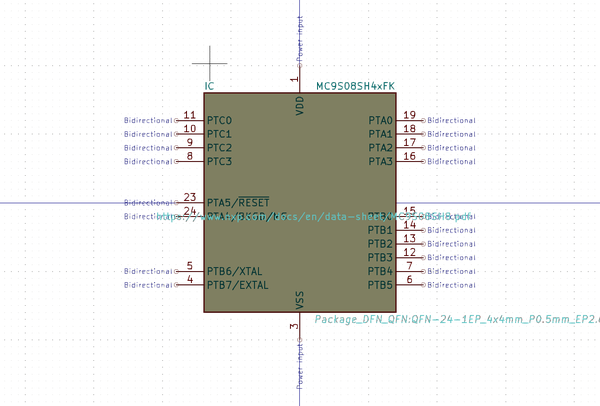 Power input
1
IC MC9S08SH4xFK
VDD
Bidirectional 11 PTC0 PTA0 19 Bidirectional
Bidirectional 10 PTC1 PTA1 18 Bidirectional
Bidirectional 9 PTC2 PTA2 17 Bidirectional
Bidirectional 8 PTC3 PTA3 16 Bidirectional
Bidirectional 23 PTA5/RESET
Bidirectional 24 15 Bidirectional
PTB1 14 Bidirectional
PTB2 13 Bidirectional
PTB3 12 Bidirectional
Bidirectional 5 PTB6/XTAL PTB4 7 Bidirectional
Bidirectional 4 PTB7/EXTAL PTB5 6 Bidirectional
VSS
3
Package_DFN_QFN:QFN-24-1EP_4x4mm_P0.5mm_EP2.
Power input